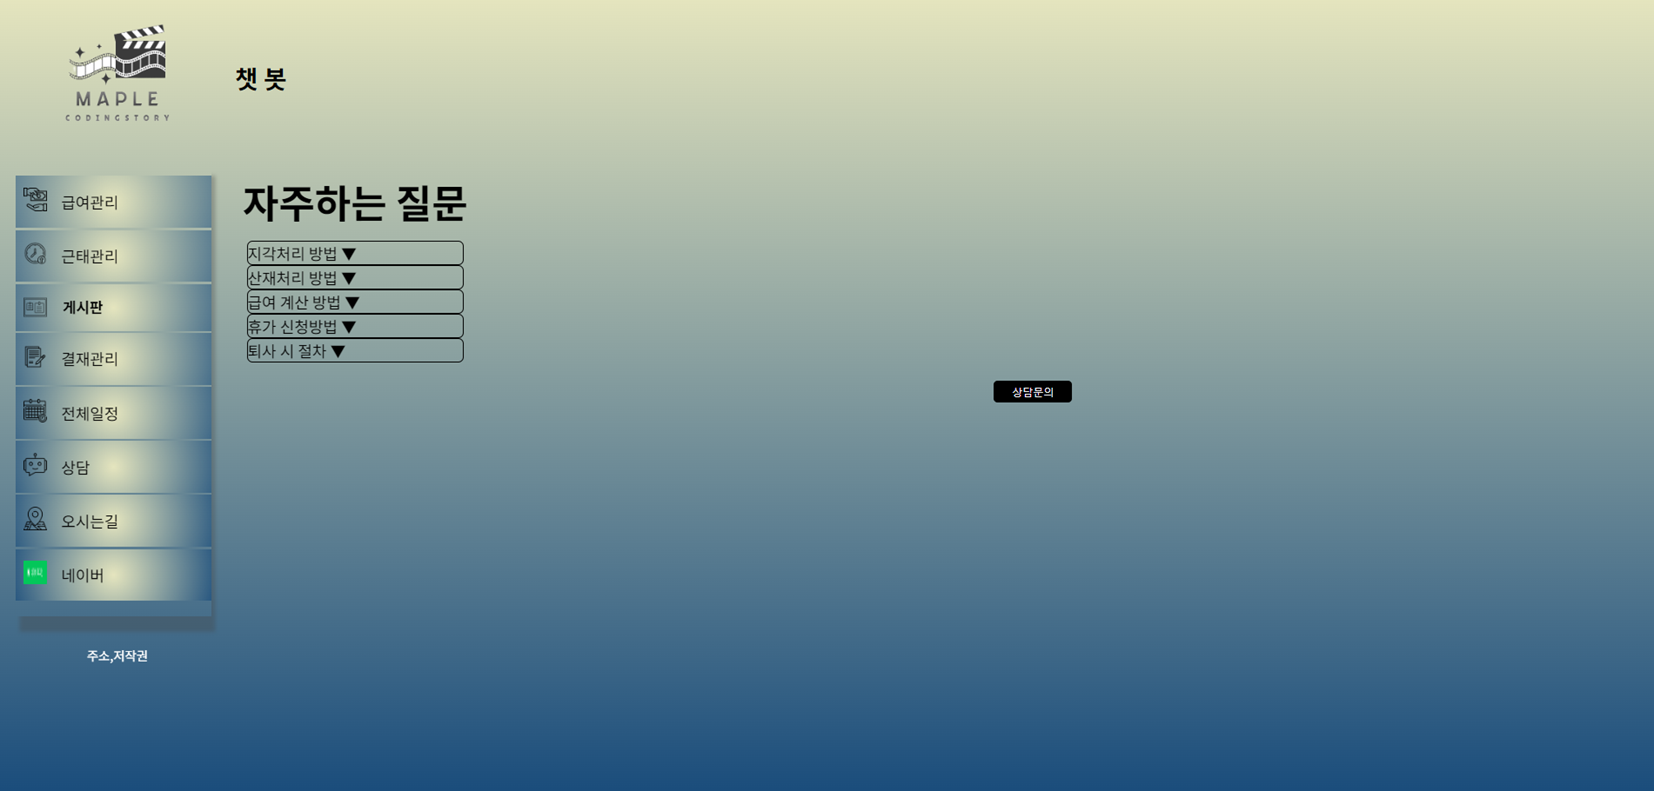 MAPLE
CODINGSTORY
챗 봇
급여관리
근태관리
게시판
결재관리
전체일정
상담
오시는길
네이버
주소,저작권
자주하는 질문
지각처리 방법 ▼
산재처리 방법 ▼
급여 계산 방법 ▼
휴가 신청방법 ▼
퇴사 시 절차 ▼
상담문의